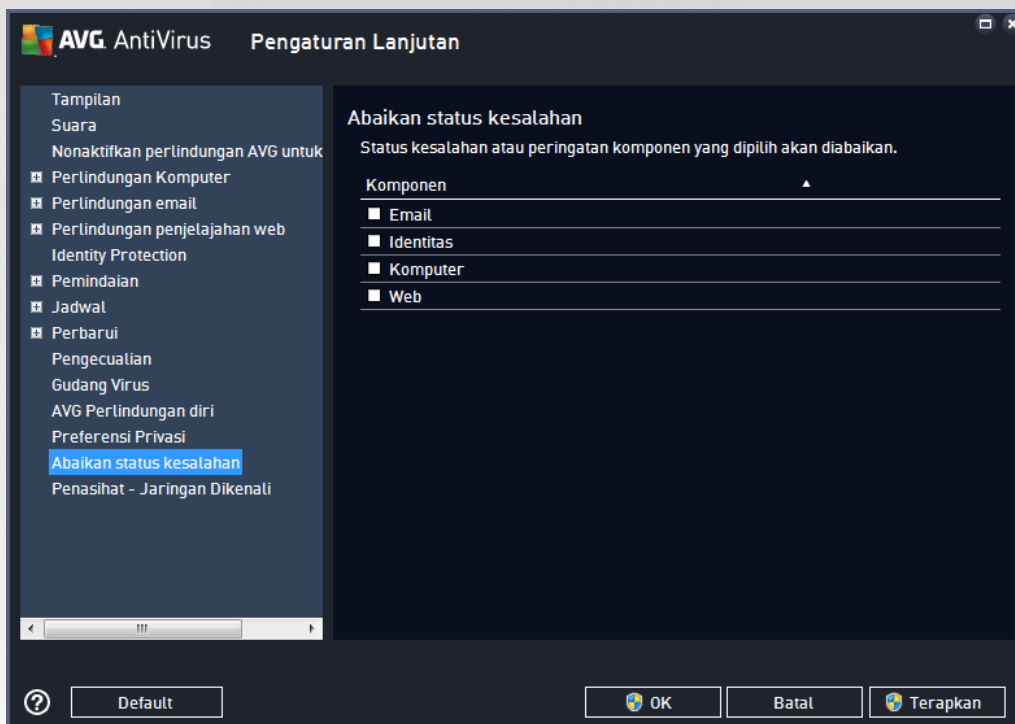 AVG. AntiVirus Pengaturan Lanjutan
Tampilan
Suara
Nonaktifkan perlindungan AVG untuk
Perlindungan Komputer
Perlindungan email
Perlindungan penjelajahan web
Identity Protection
Pemindaian
Jadwal
Perbarui
Pengecualian
Gudang Virus
AVG Perlindungan diri
Preferensi Privasi
Abaikan status kesalahan
Penasihat - Jaringan Dikenali
Abaikan status kesalahan
Status kesalahan atau peringatan komponen yang dipilih akan diabaikan.
Komponen
Email
Identitas
Komputer
Web
Default
OK
Batal
Terapkan